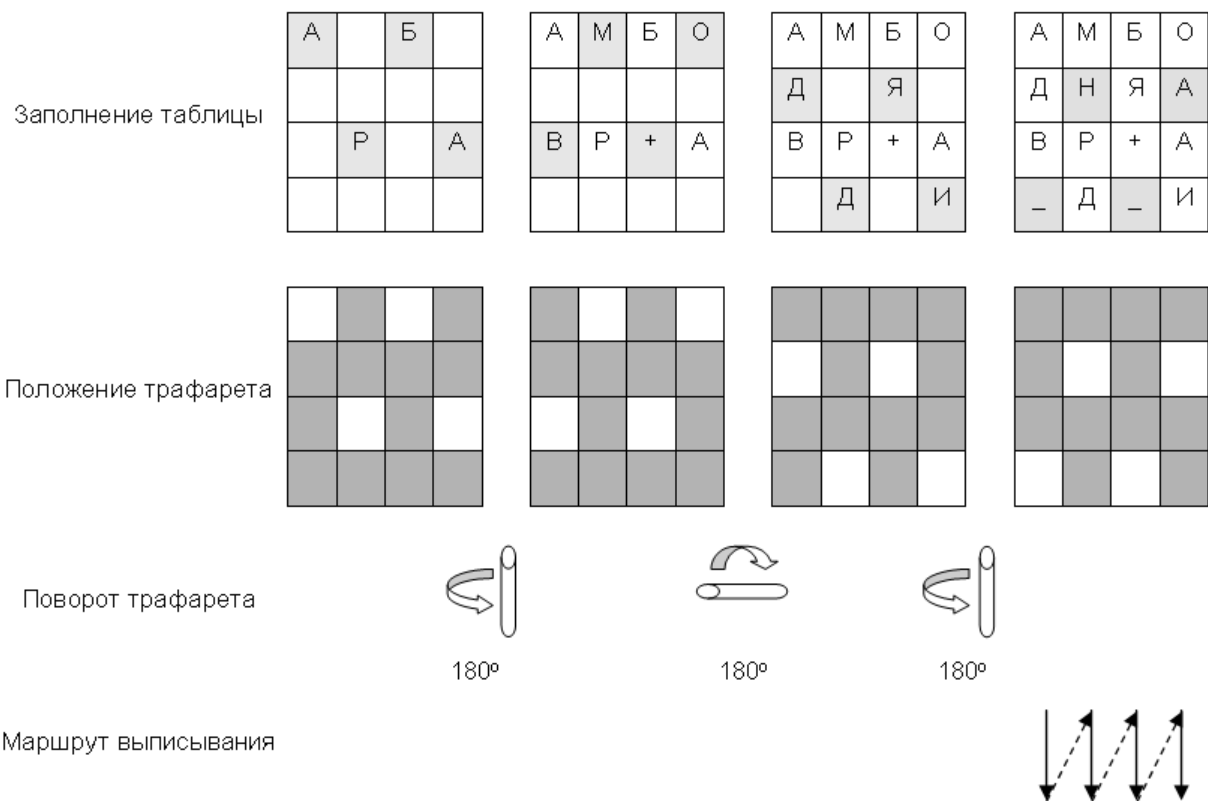 А Б А М Б О А М Б О А М Б О
Заполнение таблицы Д Я Д Н Я А
Р А В Р + А В Р + А В Р + А
Д И _ Д _ И
Положение трафарета
Поворот трафарета
180º 180º 180º
Маршрут выписывания